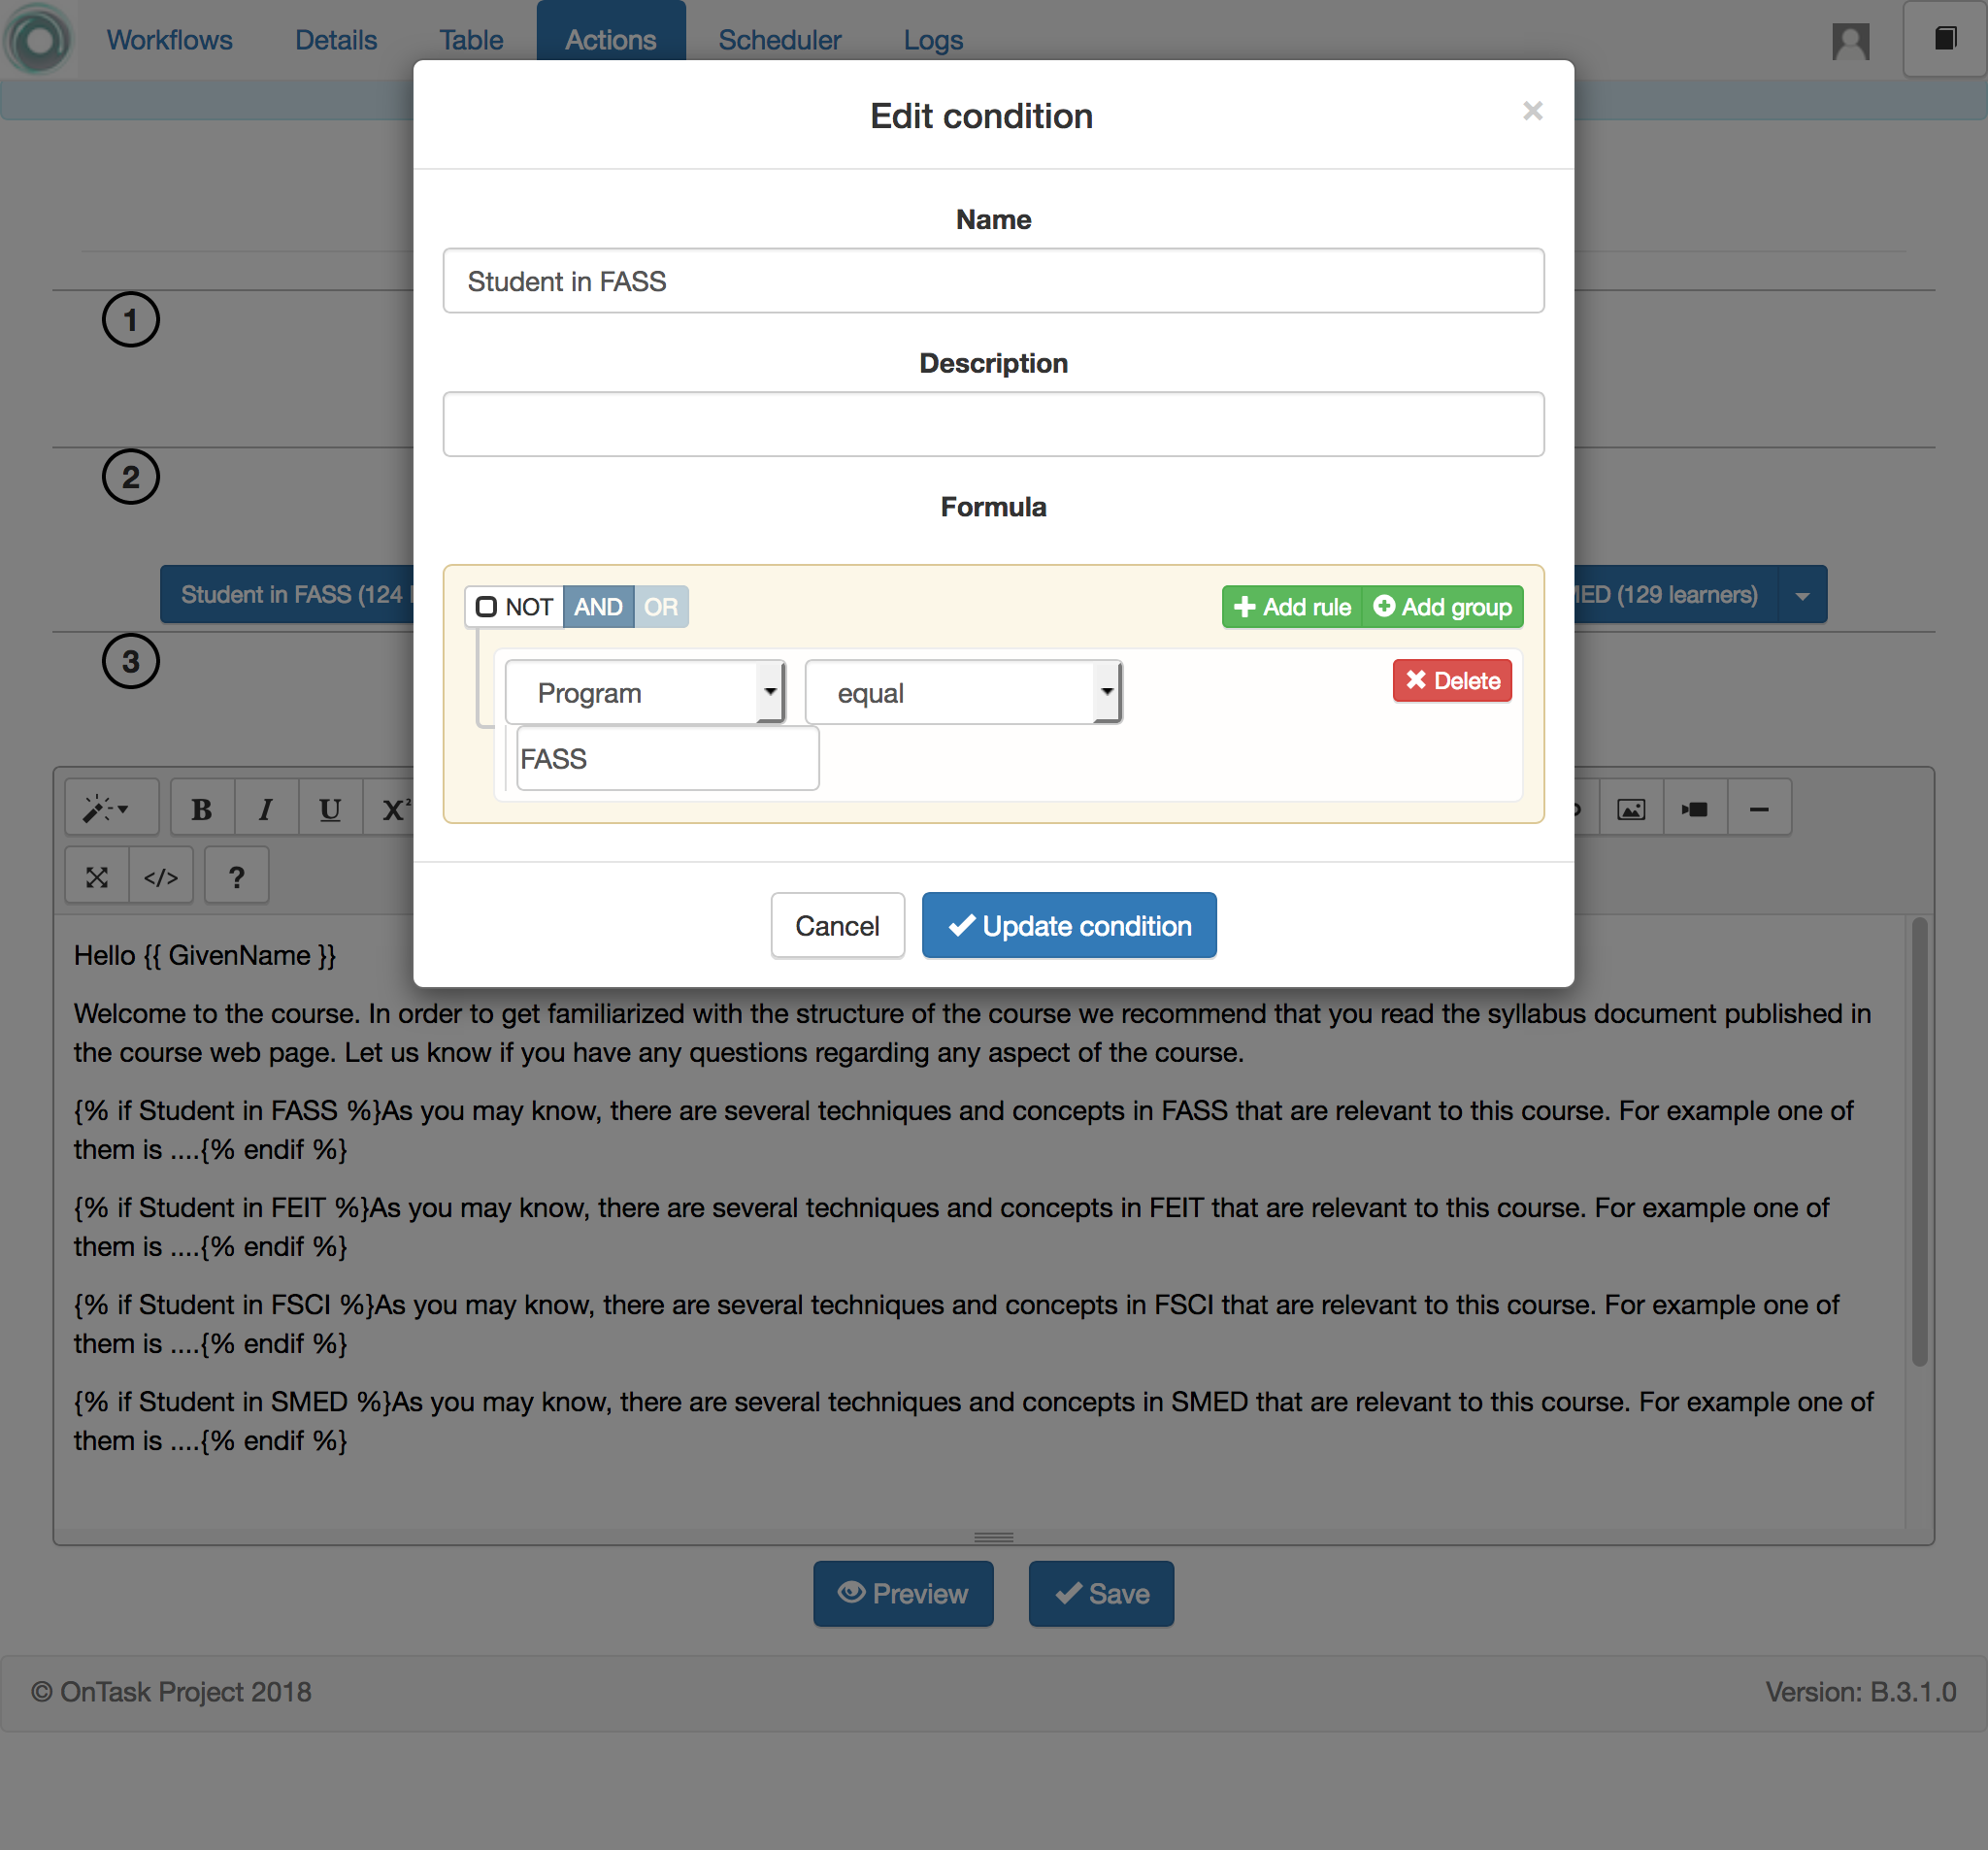 Workflows Details Table Actions Scheduler Logs
Edit condition
×
Name
Student in FASS
Description
Formula
NOT AND OR
Add rule Add group
Program equal
Delete
FASS
Cancel Update condition
1
2
Student in FASS (124
(129 learners)
3
B I U X²
</> ?
Hello {{ GivenName }}
Welcome to the course. In order to get familiarized with the structure of the course we recommend that you read the syllabus document published in
the course web page. Let us know if you have any questions regarding any aspect of the course.
{% if Student in FASS %}As you may know, there are several techniques and concepts in FASS that are relevant to this course. For example one of
them is ....{% endif %}
{% if Student in FEIT %}As you may know, there are several techniques and concepts in FEIT that are relevant to this course. For example one of
them is ....{% endif %}
{% if Student in FSCI %}As you may know, there are several techniques and concepts in FSCI that are relevant to this course. For example one of
them is ....{% endif %}
{% if Student in SMED %}As you may know, there are several techniques and concepts in SMED that are relevant to this course. For example one of
them is ....{% endif %}
Preview Save
© OnTask Project 2018
Version: B.3.1.0